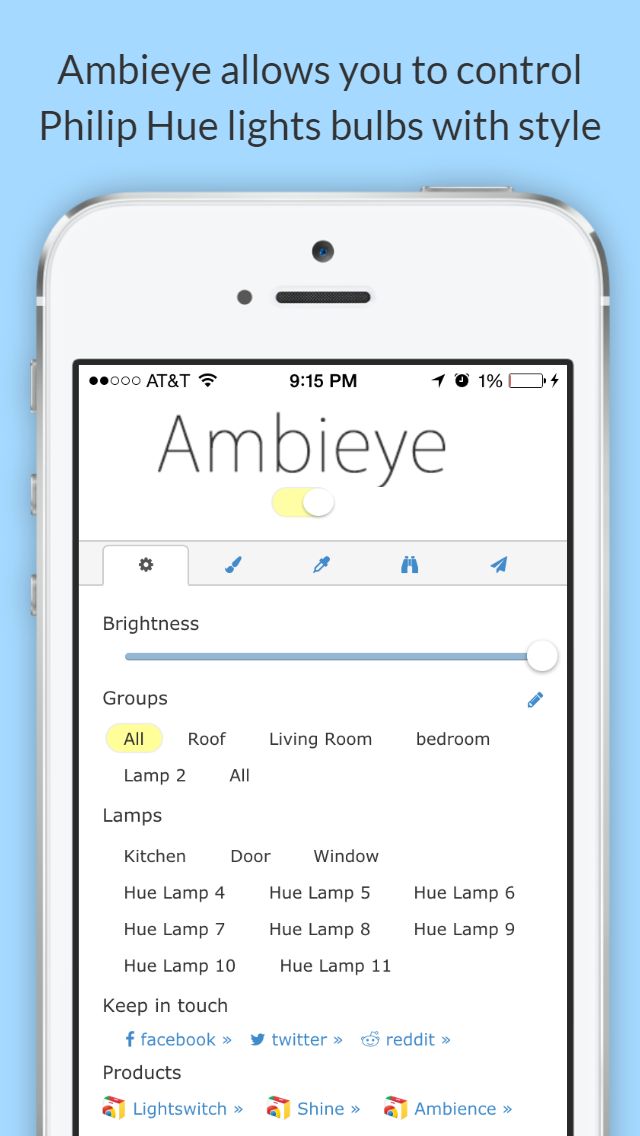 Ambieye allows you to control
Philip Hue lights bulbs with style
AT&T 9:15 PM 1%
Ambieye
Brightness
Groups
All Roof Living Room bedroom
Lamp 2 All
Lamps
Kitchen Door Window
Hue Lamp 4 Hue Lamp 5 Hue Lamp 6
Hue Lamp 7 Hue Lamp 8 Hue Lamp 9
Hue Lamp 10 Hue Lamp 11
Keep in touch
facebook » twitter » reddit »
Products
Lightswitch » Shine » Ambience »